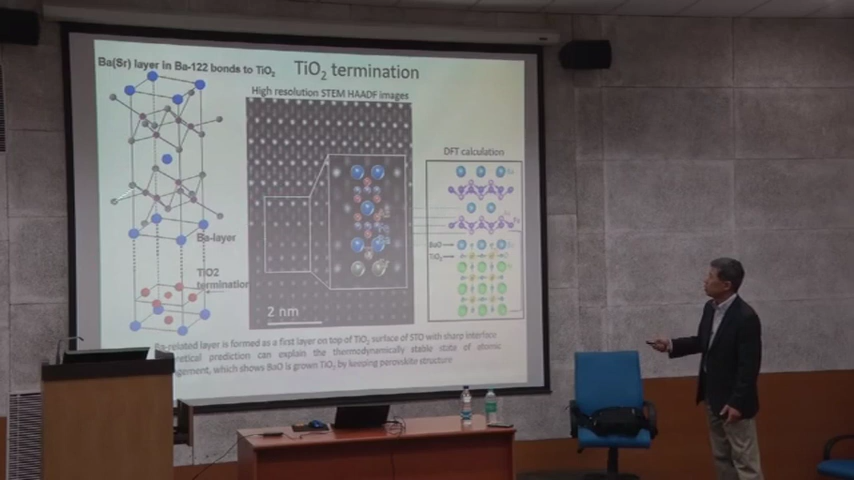 Ba(Sr) layer in Ba-122 bonds to TiO₂
TiO₂ termination
High resolution STEM HAADF images
DFT calculation
Ba-layer
TiO2
termination
2 nm
BaO
TiO₂
Ba-related layer is formed as a first layer on top of TiO₂ surface of STO with sharp interface
prediction can explain the thermodynamically stable state of atomic
which shows BaO is grown TiO₂ by keeping perovskite structure